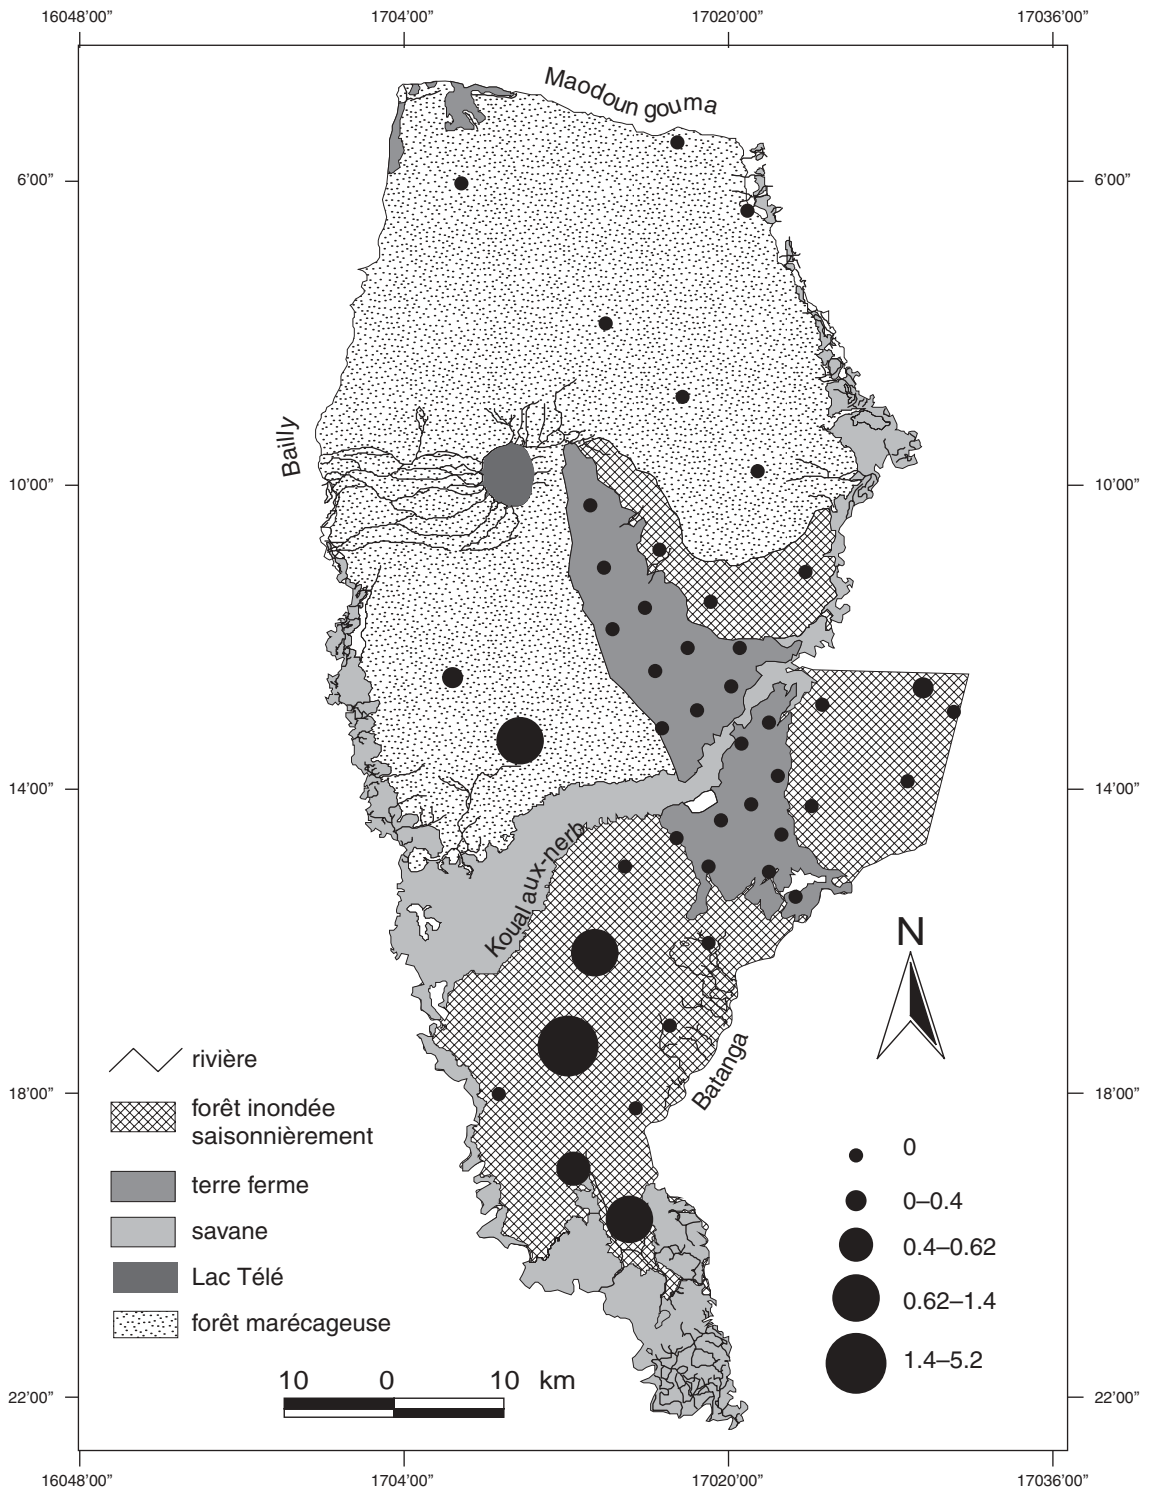 16048’00”
1704’00”
17020’00”
17036’00”
Maodoun gouma
6’00”
6’00”
Bailly
10’00”
10’00”
14’00”
14’00”
Koual aux-nerb
N
Batanga
18’00”
18’00”
rivière
forêt inondée
saisonnièrement
terre ferme
savane
Lac Télé
forêt marécageuse
0
0–0.4
0.4–0.62
0.62–1.4
1.4–5.2
10 0 10 km
22’00”
22’00”
16048’00”
1704’00”
17020’00”
17036’00”